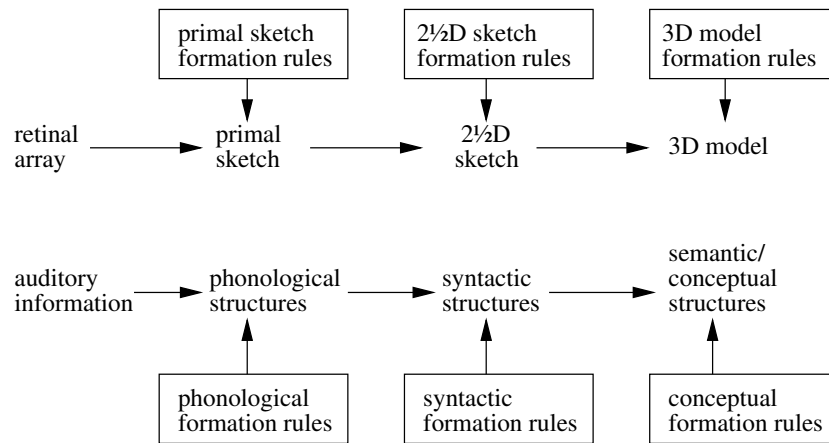 primal sketch
formation rules
2½D sketch
formation rules
3D model
formation rules
retinal
array
primal
sketch
2½D
sketch
3D model
auditory
information
phonological
structures
syntactic
structures
semantic/
conceptual
structures
phonological
formation rules
syntactic
formation rules
conceptual
formation rules